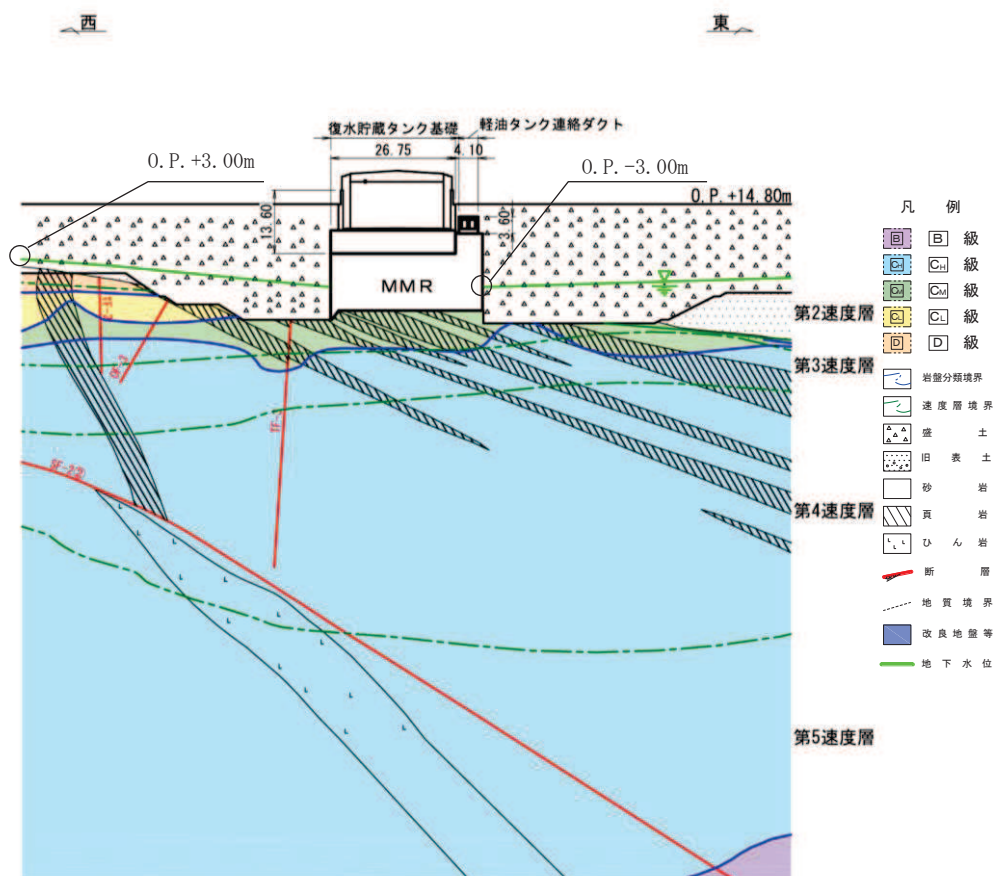 西
東
復水貯蔵タンク基礎
軽油タンク連絡ダクト
26.75
4.10
O.P.+3.00m
O.P.-3.00m
O.P.+14.80m
13.60
3.60
MMR
凡 例
B B 級
CH CH 級
CM CM 級
CL CL 級
D D 級
岩盤分類境界
速度層境界
盛 土
旧 表 土
砂 岩
頁 岩
ひ ん 岩
断 層
地 質 境 界
改 良 地 盤 等
地 下 水 位
第2速度層
第3速度層
第4速度層
第5速度層